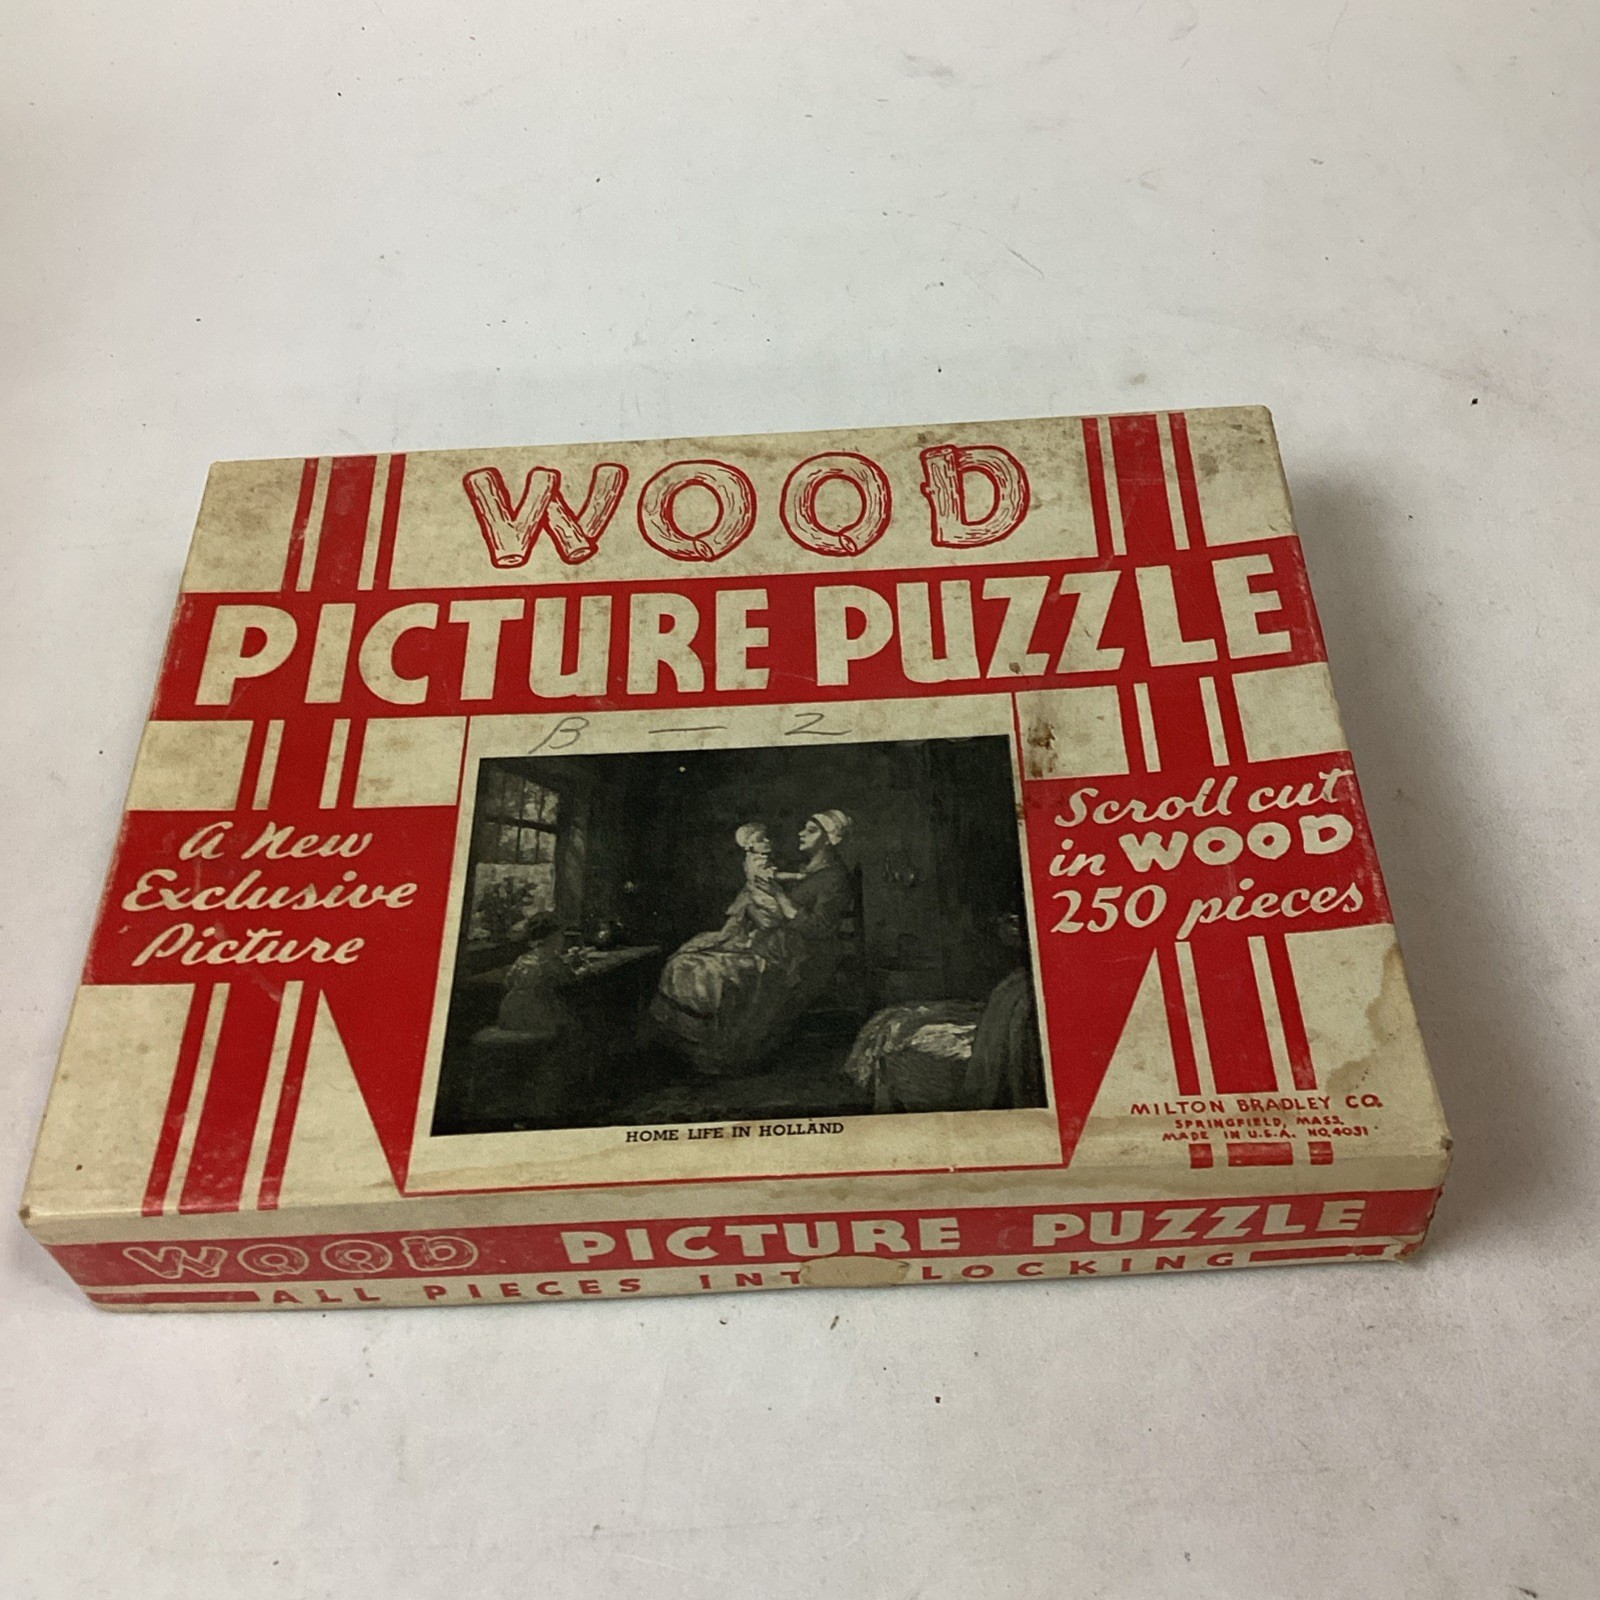 WOOD
PICTURE PUZZLE
B - 2
A New
Exclusive
Picture
Scroll cut
in WOOD
250 pieces
HOME LIFE IN HOLLAND
MILTON BRADLEY CO.
SPRINGFIELD, MASS.
MADE IN U.S.A. NO. 4091
WOOD PICTURE PUZZLE
ALL PIECES INT LOCKING